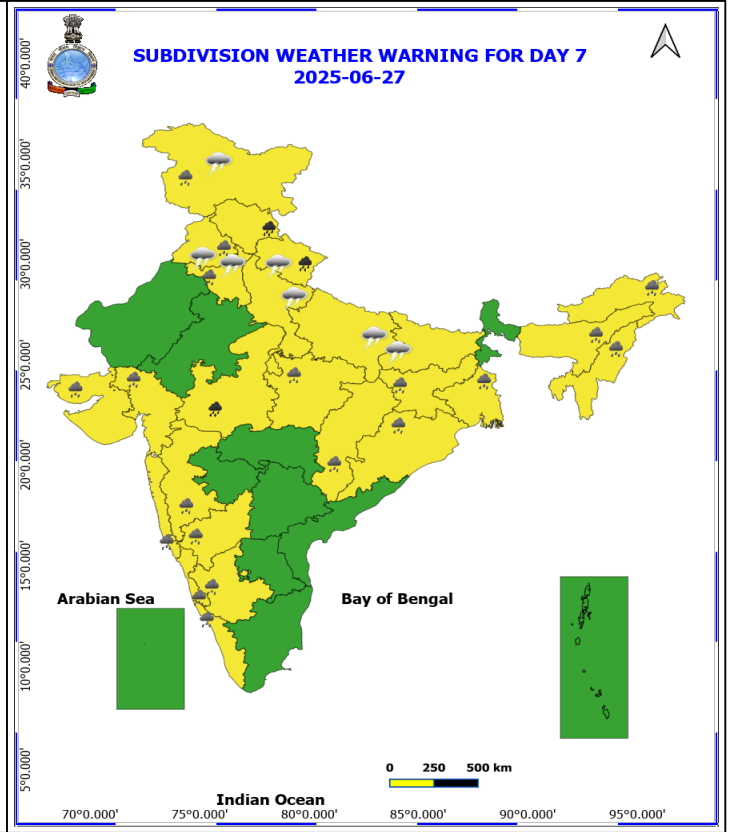 SUBDIVISION WEATHER WARNING FOR DAY 7
2025-06-27
40°0.000'
35°0.000'
30°0.000'
25°0.000'
20°0.000'
15°0.000'
10°0.000'
5°0.000'
Arabian Sea
Bay of Bengal
0 250 500 km
Indian Ocean
70°0.000' 75°0.000' 80°0.000' 85°0.000' 90°0.000' 95°0.000'